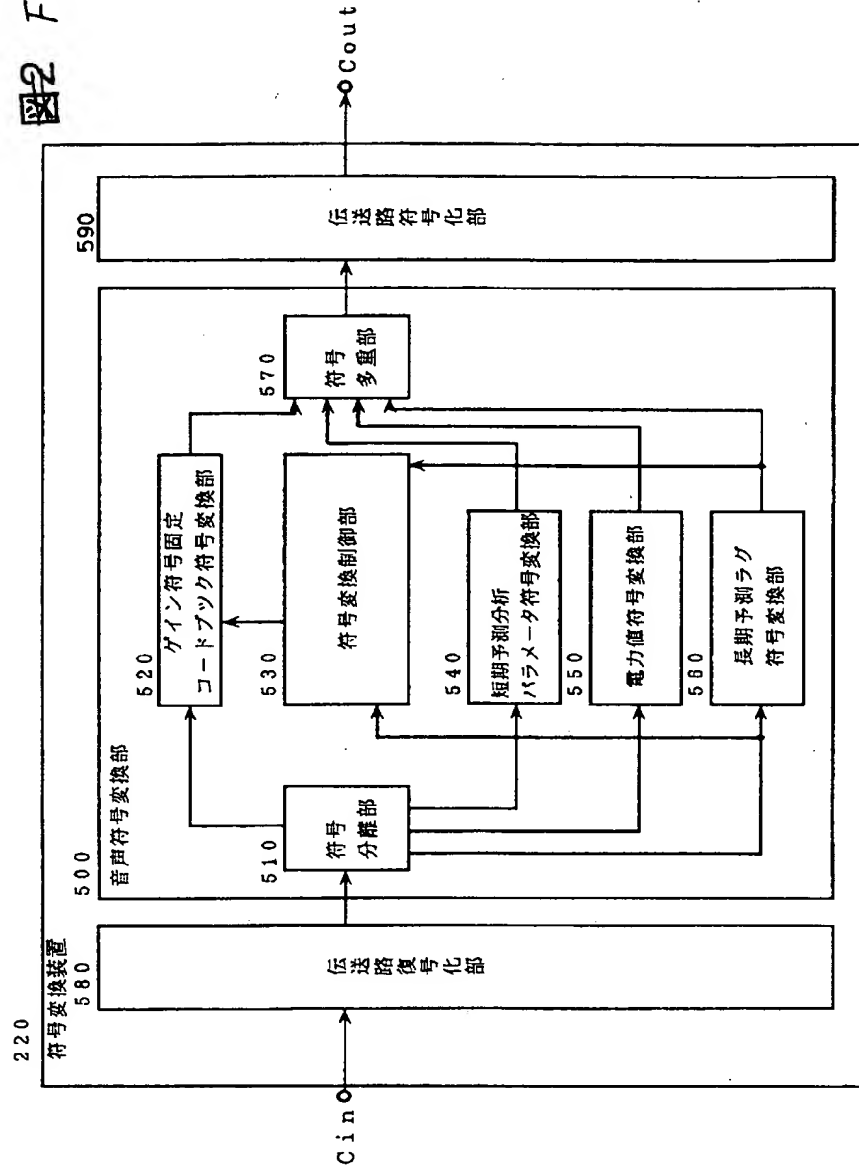 図2 F
220
符号変換装置
580
伝送路復号化部
500
音声符号変換部
510
符号
分離部
520
ゲイン符号固定
コードブック符号変換部
530
符号変換制御部
540
短期予測分析
パラメータ符号変換部
550
電力値符号変換部
560
長期予測ラグ
符号変換部
570
符号
多重部
590
伝送路符号化部
Cin
Cout